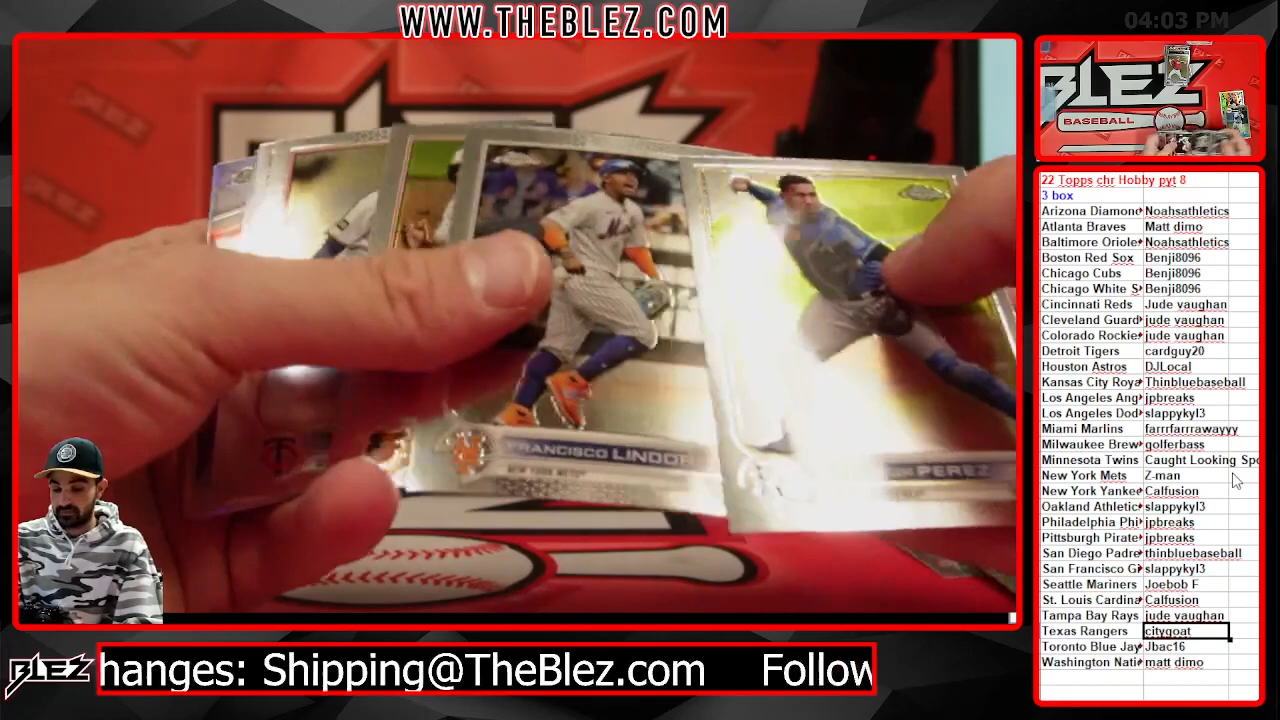 WWW.THEBLEZ.COM
04:03 PM
BLEZ
BASEBALL
FRANCISCO LINDOR
NEW YORK METS
PEREZ
22 Topps chr Hobby pyt 8
3 box
Arizona Diamond Noahsathletics
Atlanta Braves Matt dimo
Baltimore Oriole Noahsathletics
Boston Red Sox Benji8096
Chicago Cubs Benji8096
Chicago White S Benji8096
Cincinnati Reds Jude vaughan
Cleveland Guard jude vaughan
Colorado Rockie jude vaughan
Detroit Tigers cardguy20
Houston Astros DJLocal
Kansas City Roya Thinbluebaseball
Los Angeles Ang jpbreaks
Los Angeles Dod slappykyl3
Miami Marlins farrrfarrrawayyy
Milwaukee Brew golferbass
Minnesota Twins Caught Looking Spo
New York Mets Z-man
New York Yankee Calfusion
Oakland Athletic slappykyl3
Philadelphia Phi jpbreaks
Pittsburgh Pirate jpbreaks
San Diego Padre thinbluebaseball
San Francisco Gi slappykyl3
Seattle Mariners Joebob F
St. Louis Cardina Calfusion
Tampa Bay Rays jude vaughan
Texas Rangers citygoat
Toronto Blue Jay Jbac16
Washington Nati matt dimo
BLEZ
hanges: Shipping@TheBlez.com Follow